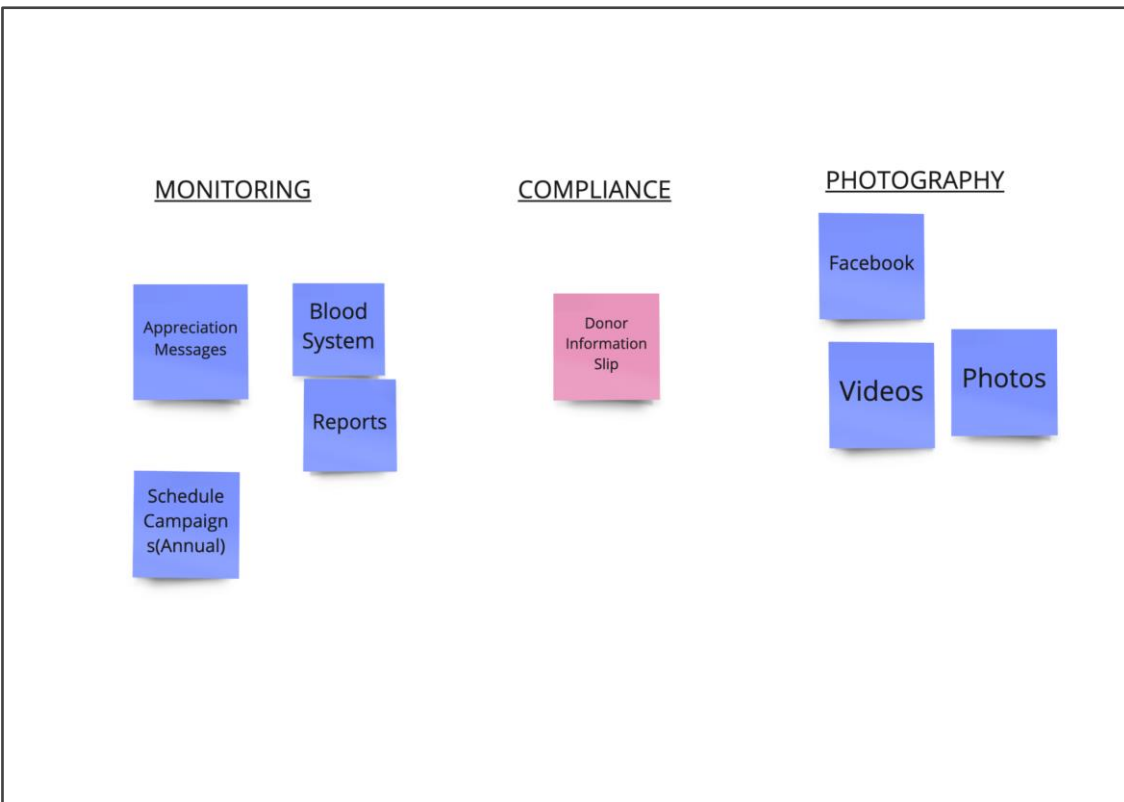 MONITORING
Appreciation
Messages
Blood
System
Reports
Schedule
Campaign
s(Annual)
COMPLIANCE
Donor
Information
Slip
PHOTOGRAPHY
Facebook
Videos
Photos